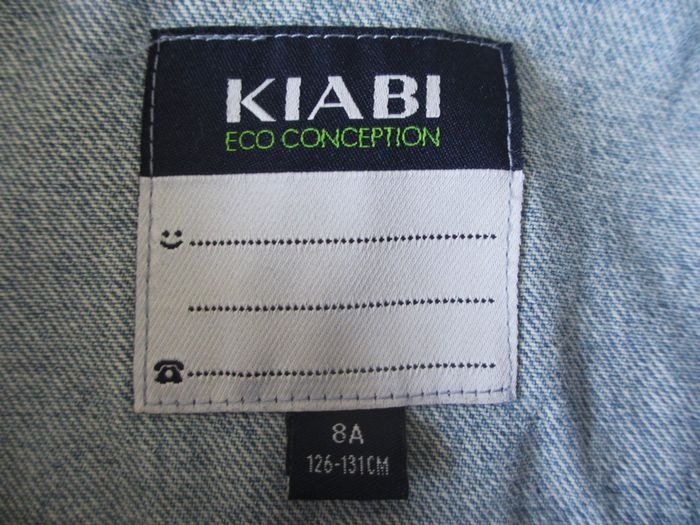 KIABI
ECO CONCEPTION
8A
126-131CM